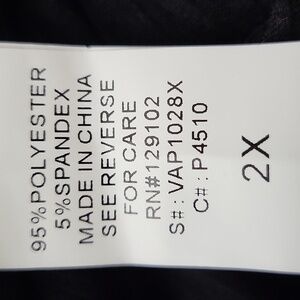 95%POLYESTER
5%SPANDEX
MADE IN CHINA
SEE REVERSE
FOR CARE
RN#129102
S#: VAP1028X
C#: P4510
2X